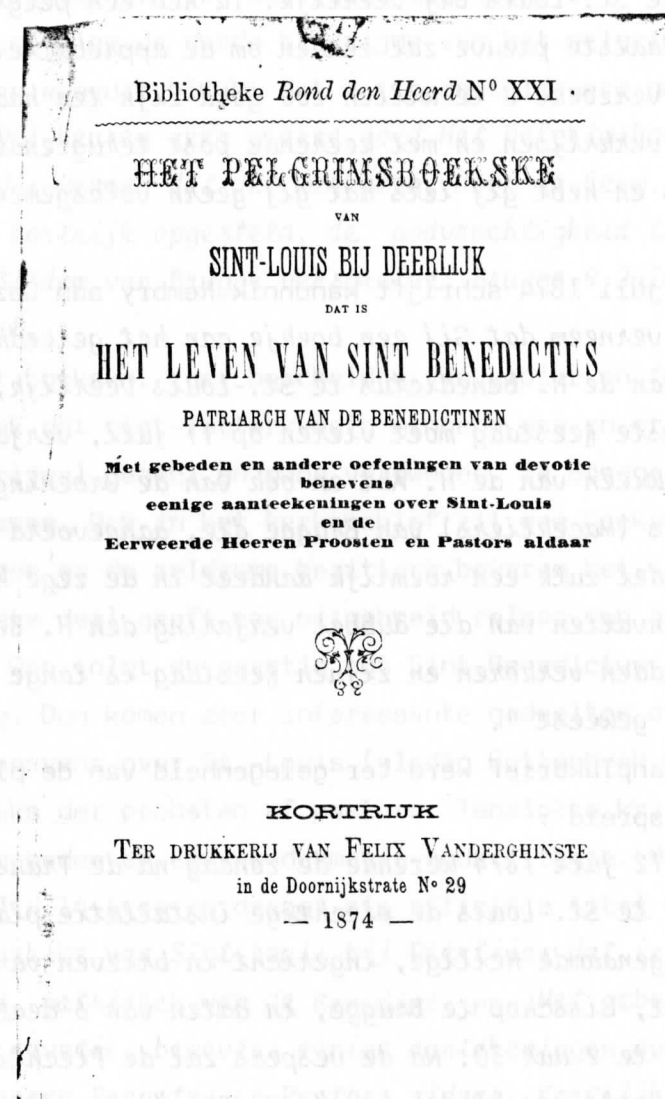 Bibliotheke Rond den Heerd Nº XXI.
HET PELGRIMSBOEKSKE
VAN
SINT-LOUIS BIJ DEERLIJK
DAT IS
HET LEVEN VAN SINT BENEDICTUS
PATRIARCH VAN DE BENEDICTINEN
Met gebeden en andere oefeningen van devotie
benevens
eenige aanteekeningen over Sint-Louis
en de
Eerweerde Heeren Proosten en Pastors aldaar
KORTRIJK
TER DRUKKERIJ VAN FELIX VANDERGHINSTE
in de Doornijkstrate Nº 29
— 1874 —